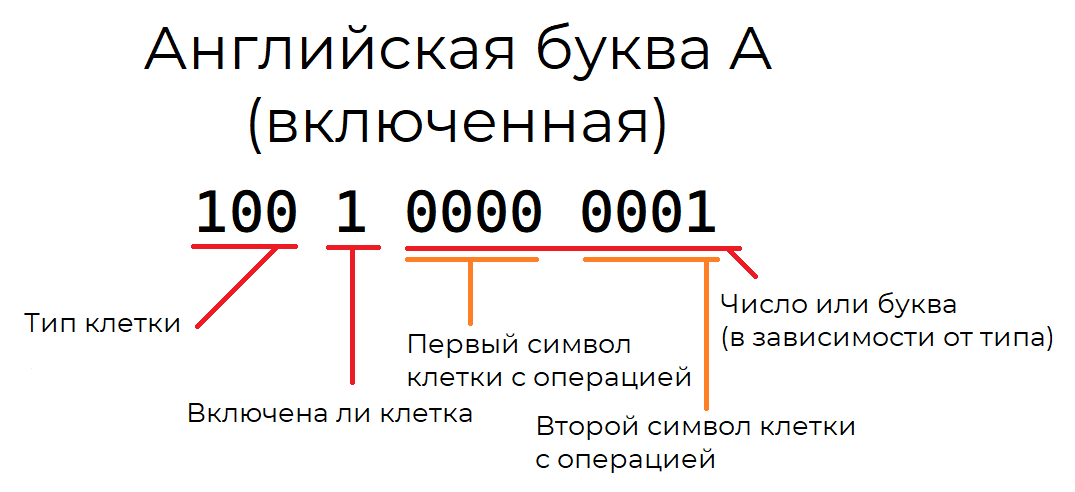 Английская буква А
(включенная)
100 1 0000 0001
Тип клетки
Включена ли клетка
Первый символ
клетки с операцией
Второй символ клетки
с операцией
Число или буква
(в зависимости от типа)